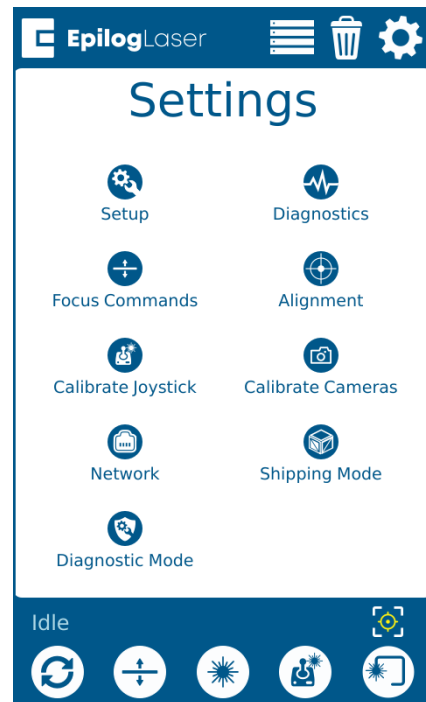 EpilogLaser
Settings
Setup
Diagnostics
Focus Commands
Alignment
Calibrate Joystick
Calibrate Cameras
Network
Shipping Mode
Diagnostic Mode
Idle